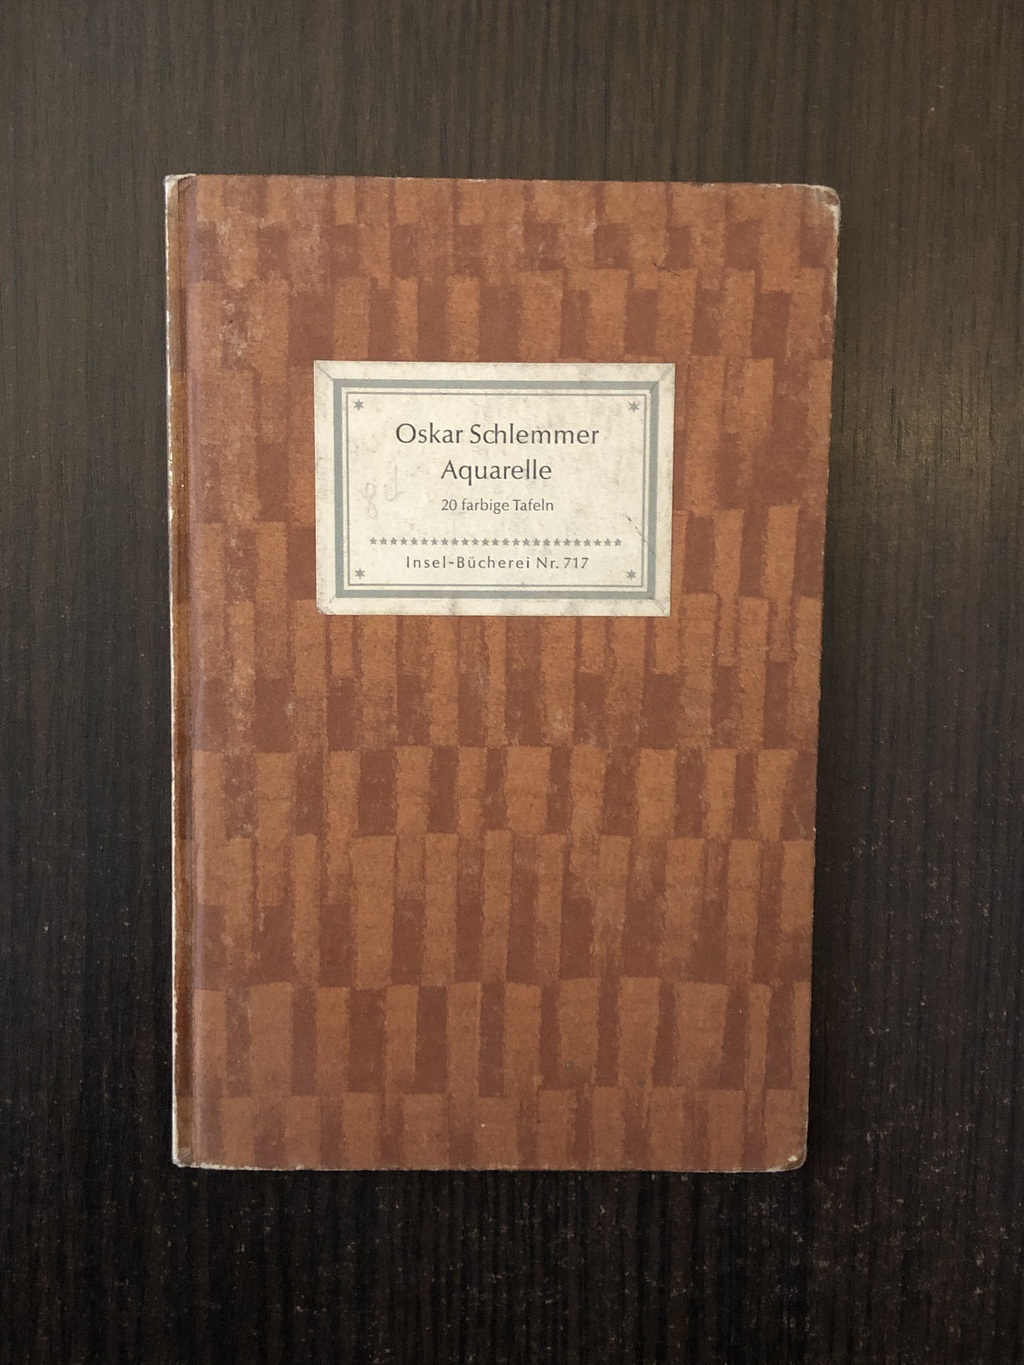 Oskar Schlemmer
Aquarelle
20 farbige Tafeln
Insel-Bücherei Nr. 717